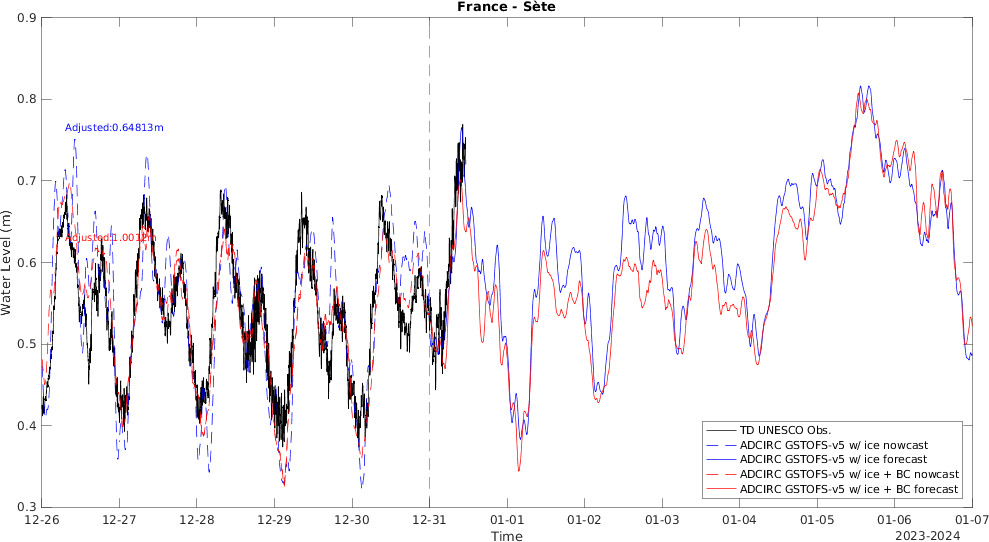 France - Sète
0.9
0.8
0.7
0.6
0.5
0.4
0.3
Water Level (m)
Adjusted:0.64813m
TD UNESCO Obs.
ADCIRC GSTOFS-v5 w/ ice nowcast
ADCIRC GSTOFS-v5 w/ ice forecast
ADCIRC GSTOFS-v5 w/ ice + BC nowcast
ADCIRC GSTOFS-v5 w/ ice + BC forecast
12-26 12-27 12-28 12-29 12-30 12-31 01-01 01-02 01-03 01-04 01-05 01-06 01-07
Time
2023-2024